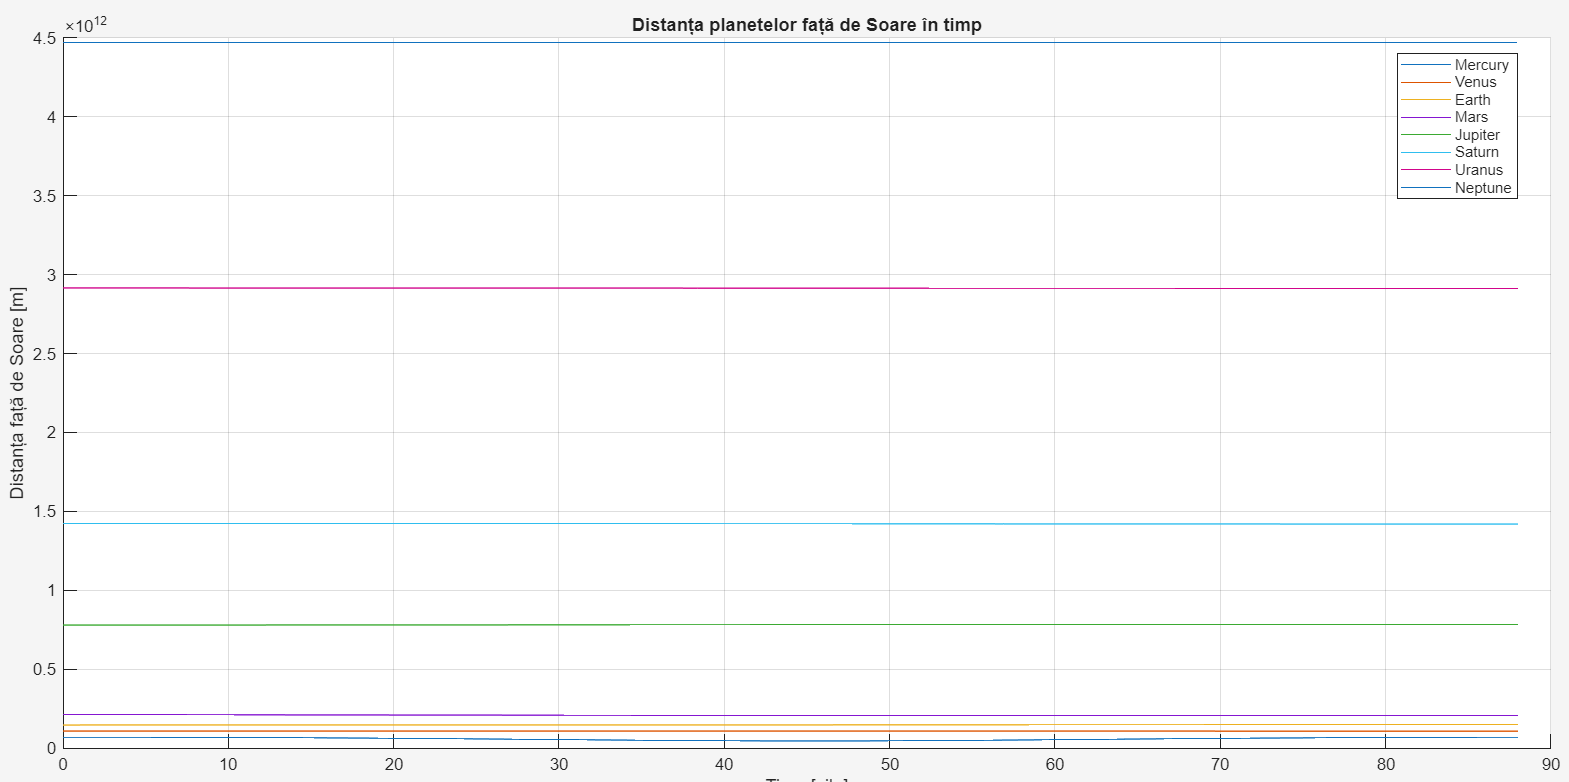 Distanța planetelor față de Soare în timp
×10¹²
4.5
4
3.5
3
2.5
2
1.5
1
0.5
0
Distanța față de Soare [m]
Mercury
Venus
Earth
Mars
Jupiter
Saturn
Uranus
Neptune
0 10 20 30 40 50 60 70 80 90